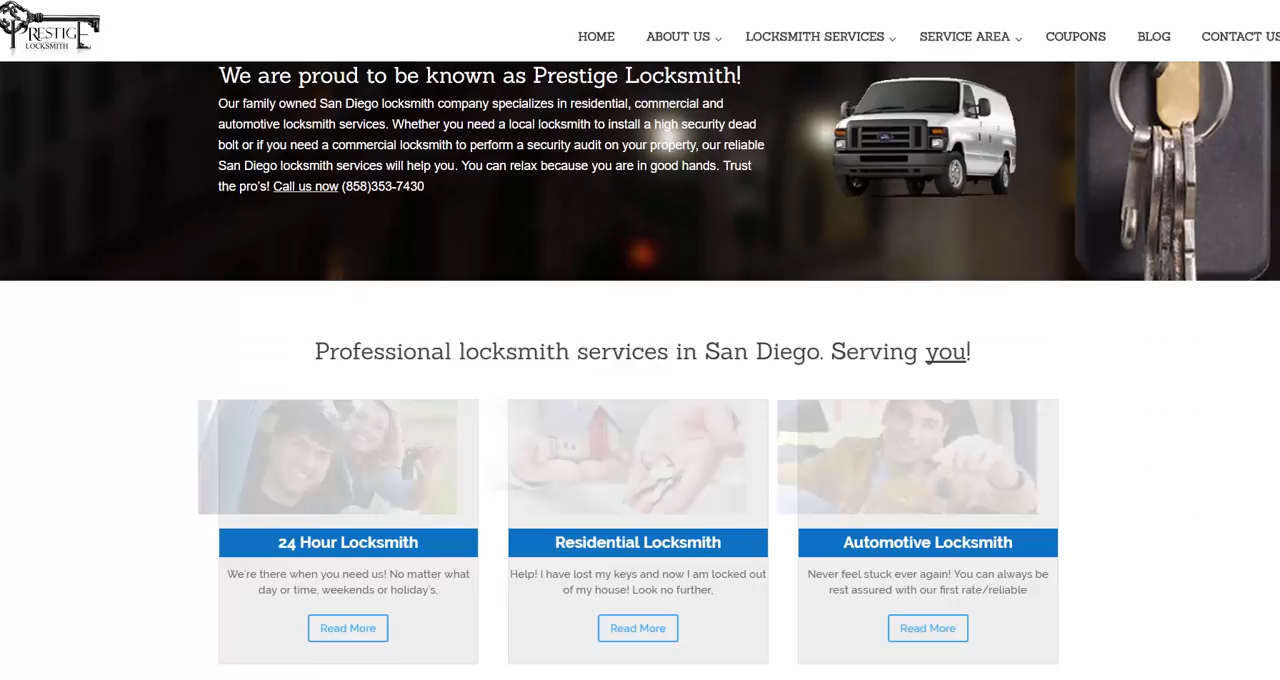 PRESTIGE
LOCKSMITH
HOME ABOUT US LOCKSMITH SERVICES SERVICE AREA COUPONS BLOG CONTACT US
We are proud to be known as Prestige Locksmith!
Our family owned San Diego locksmith company specializes in residential, commercial and
automotive locksmith services. Whether you need a local locksmith to install a high security dead
bolt or if you need a commercial locksmith to perform a security audit on your property, our reliable
San Diego locksmith services will help you. You can relax because you are in good hands. Trust
the pro's! Call us now (858)353-7430
Professional locksmith services in San Diego. Serving you!
24 Hour Locksmith
We're there when you need us! No matter what
day or time, weekends or holiday's,
Read More
Residential Locksmith
Help! I have lost my keys and now I am locked out
of my house! Look no further,
Read More
Automotive Locksmith
Never feel stuck ever again! You can always be
rest assured with our first rate/reliable
Read More